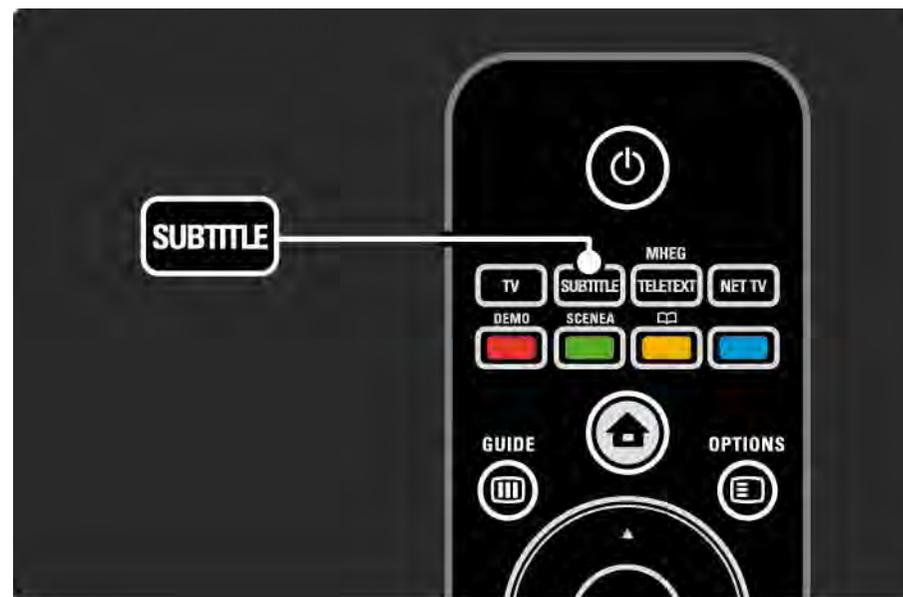 SUBTITLE
MHEG
TV SUBTITLE TELETEXT NET TV
DEMO SCENEA
GUIDE OPTIONS